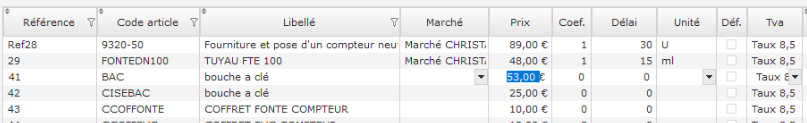 Référence Code article Libellé Marché Prix Coef. Délai Unité Déf. Tva
Ref28 9320-50 Fourniture et pose d'un compteur neu Marché CHRIST 89,00 € 1 30 U Taux 8,5
29 FONTEDN100 TUYAU FTE 100 Marché CHRIST 48,00 € 1 15 ml Taux 8,5
41 BAC bouche a clé 53,00 € 0 0 Taux 8
42 CISEBAC bouche a clé 25,00 € 0 0 Taux 8,5
43 CCOFFONTE COFFRET FONTE COMPTEUR 10,00 € 0 0 Taux 8,5